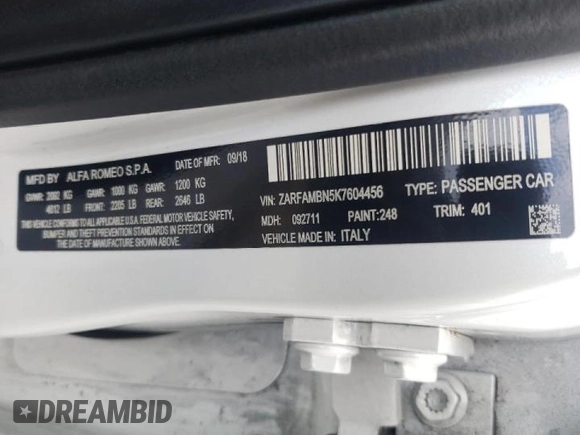 MFD BY ALFA ROMEO S.P.A. DATE OF MFR: 09/18
GVWR: 2092 KG GAWR: 1000 KG GAWR: 1200 KG
4612 LB FRONT: 2205 LB REAR: 2646 LB
THIS VEHICLE CONFORMS TO ALL APPLICABLE FEDERAL MOTOR VEHICLE SAFETY,
BUMPER AND THEFT PREVENTION STANDARDS IN EFFECT ON
THE DATE OF MANUFACTURE SHOWN ABOVE.
VIN: ZARFAMBN5K7604456 TYPE: PASSENGER CAR
MDH: 092711 PAINT:248 TRIM: 401
VEHICLE MADE IN: ITALY
DREAMBID